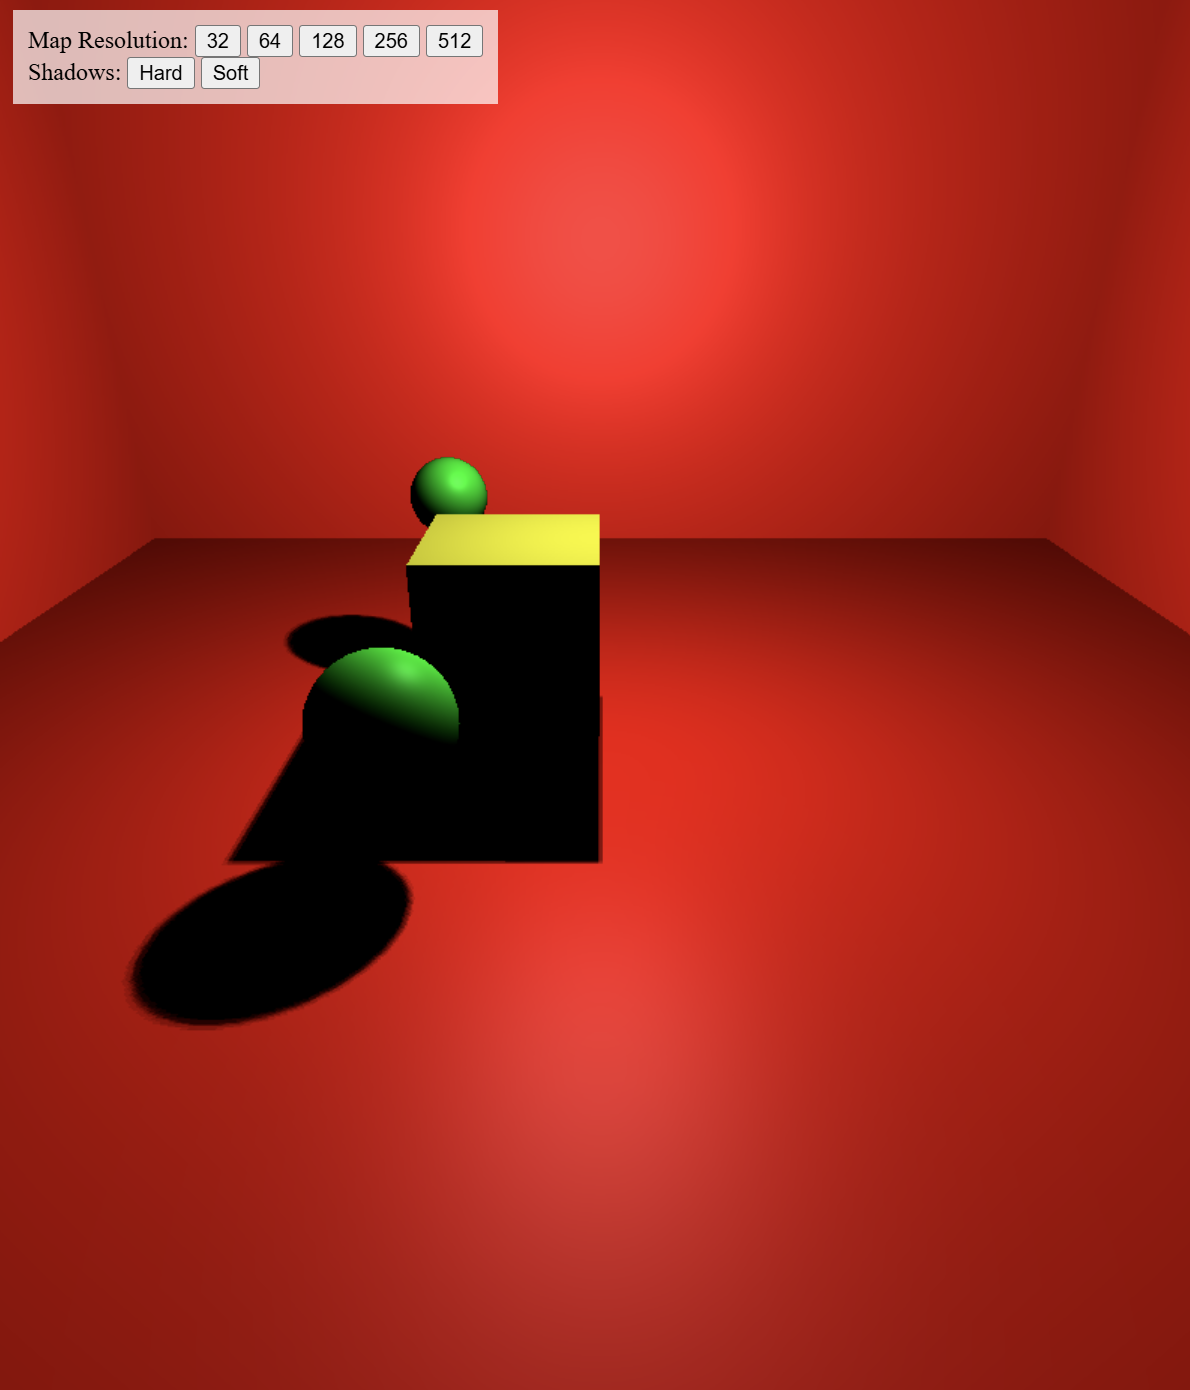 Map Resolution: 32 64 128 256 512
Shadows: Hard Soft